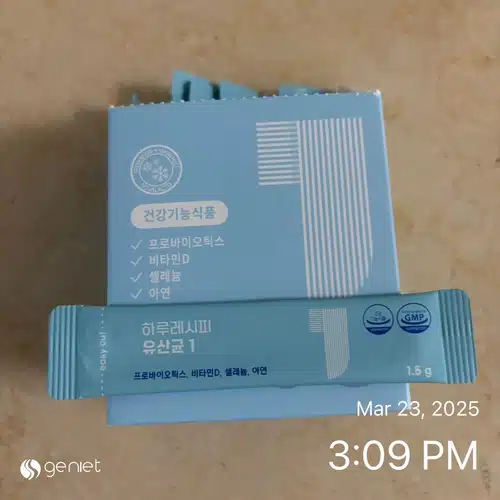 건강기능식품
✓ 프로바이오틱스
✓ 비타민D
✓ 셀레늄
✓ 아연
하루레시피
유산균 1
프로바이오틱스, 비타민D, 셀레늄, 아연
GMP
1.5 g
easy cut
Mar 23, 2025
3:09 PM
geniet